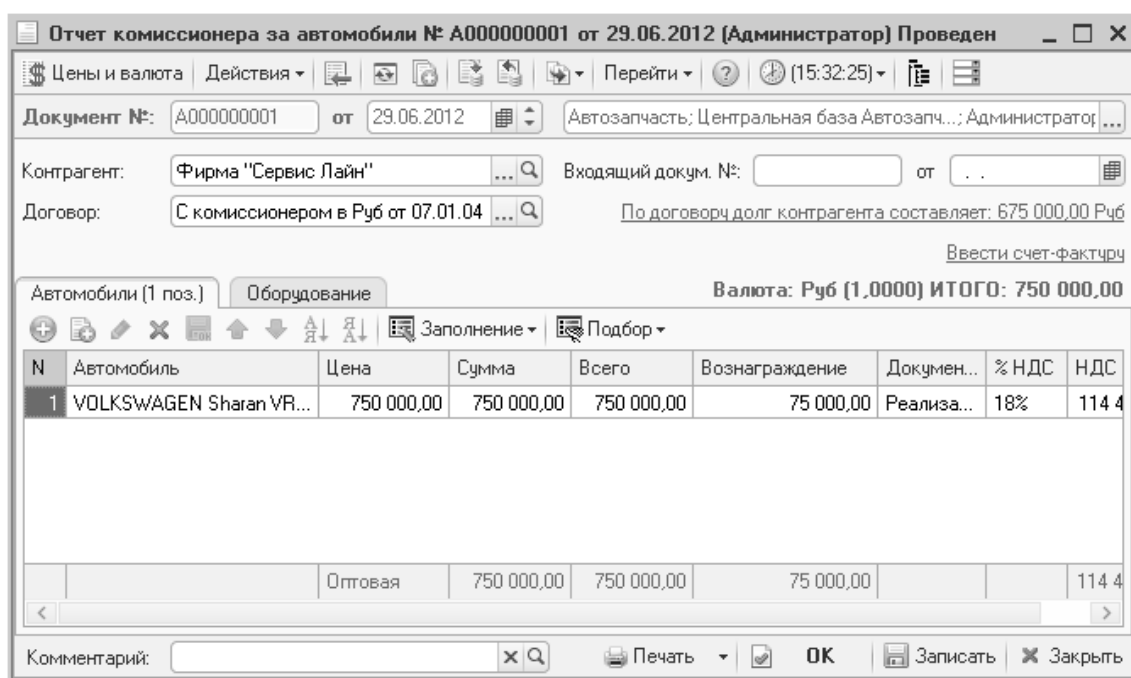 Отчет комиссионера за автомобили № А000000001 от 29.06.2012 (Администратор) Проведен
Цены и валюта Действия Перейти (15:32:25)
Документ №: А000000001 от 29.06.2012 Автозапчасть; Центральная база Автозапч...; Администратор ...
Контрагент: Фирма "Сервис Лайн" ... Входящий докум. №: от . .
Договор: С комиссионером в Руб от 07.01.04 ... По договору долг контрагента составляет: 675 000,00 Руб
Ввести счет-фактуру
Автомобили (1 поз.) Оборудование Валюта: Руб (1,0000) ИТОГО: 750 000,00
Заполнение Подбор
N Автомобиль Цена Сумма Всего Вознаграждение Докумен... % НДС НДС
1 VOLKSWAGEN Sharan VR... 750 000,00 750 000,00 750 000,00 75 000,00 Реализа... 18% 114 4
Оптовая 750 000,00 750 000,00 75 000,00 114 4
Комментарий: Печать OK Записать Закрыть